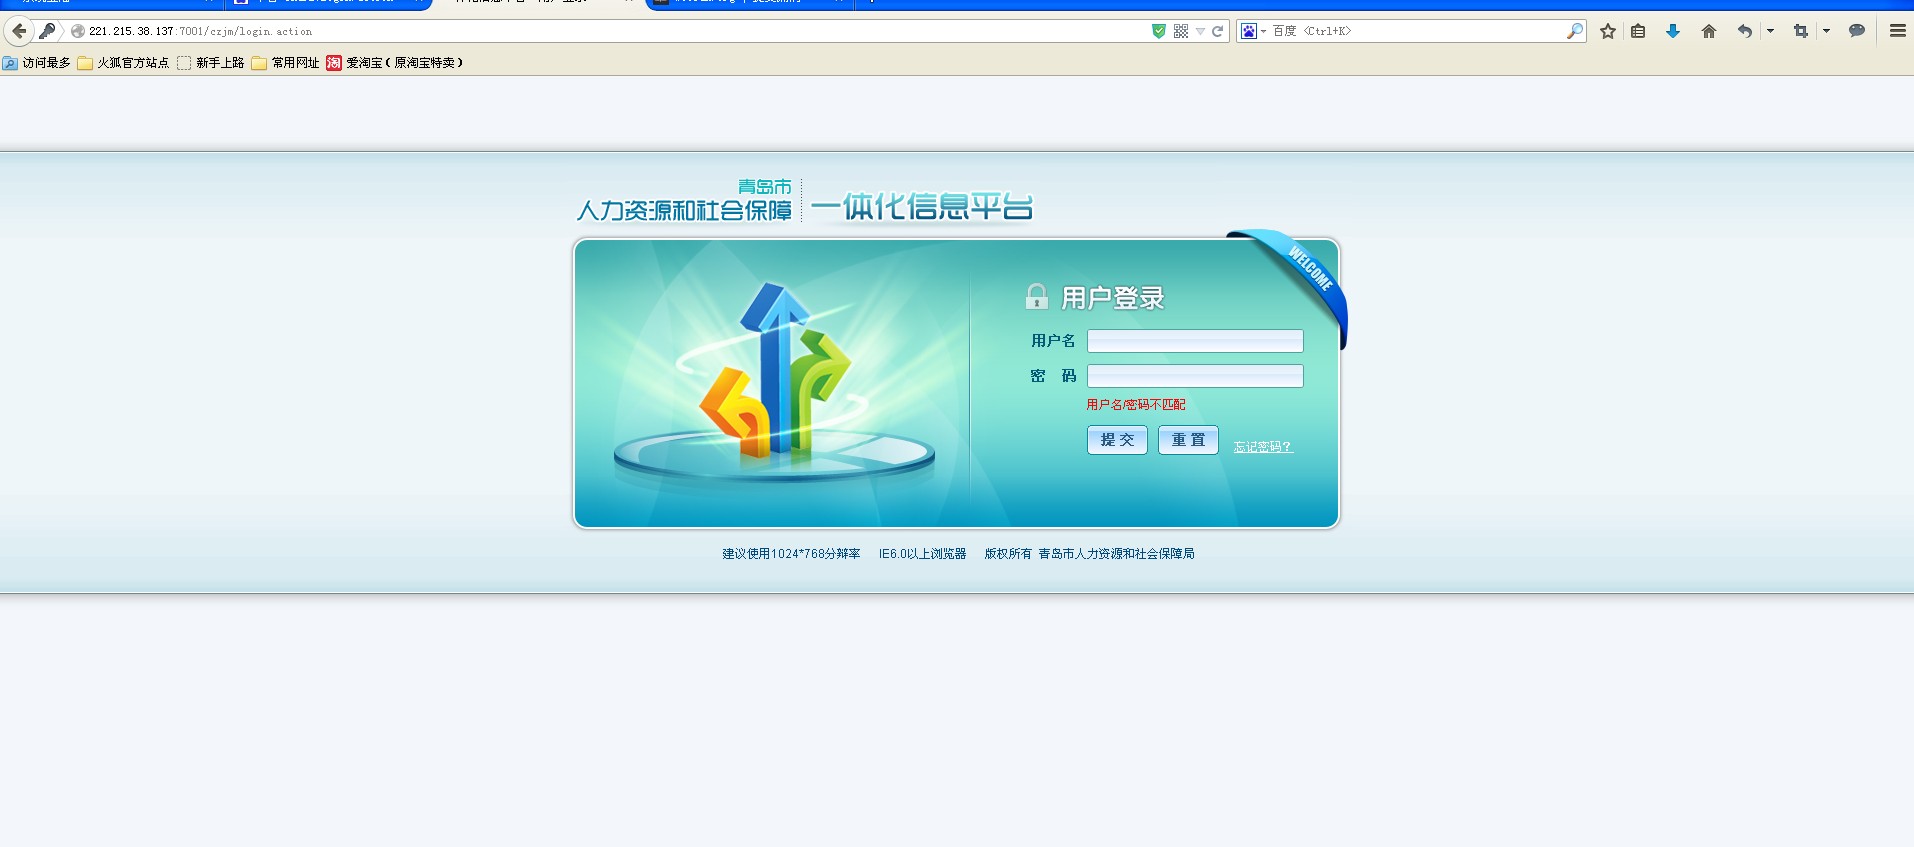 221.215.38.137:7001/czjm/login.action
百度 <Ctrl+K>
访问最多 火狐官方站点 新手上路 常用网址 淘 爱淘宝(原淘宝特卖)
青岛市
人力资源和社会保障 一体化信息平台
WELCOME
用户登录
用户名
密 码
用户名/密码不匹配
提 交 重 置 忘记密码?
建议使用1024*768分辩率 IE6.0以上浏览器 版权所有 青岛市人力资源和社会保障局